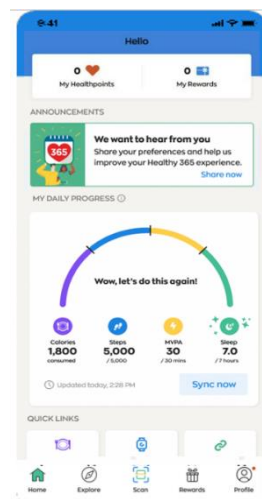 9:41
Hello
0
My Healthpoints
0
My Rewards
ANNOUNCEMENTS
365
We want to hear from you
Share your preferences and help us
improve your Healthy 365 experience.
Share now
MY DAILY PROGRESS
Wow, let's do this again!
Calories
1,800
consumed
Steps
5,000
/5,000
MVPA
30
/20 mins
Sleep
7.0
/7 hours
Updated today, 2:28 PM
Sync now
QUICK LINKS
Home
Explore
Scan
Rewards
Profile